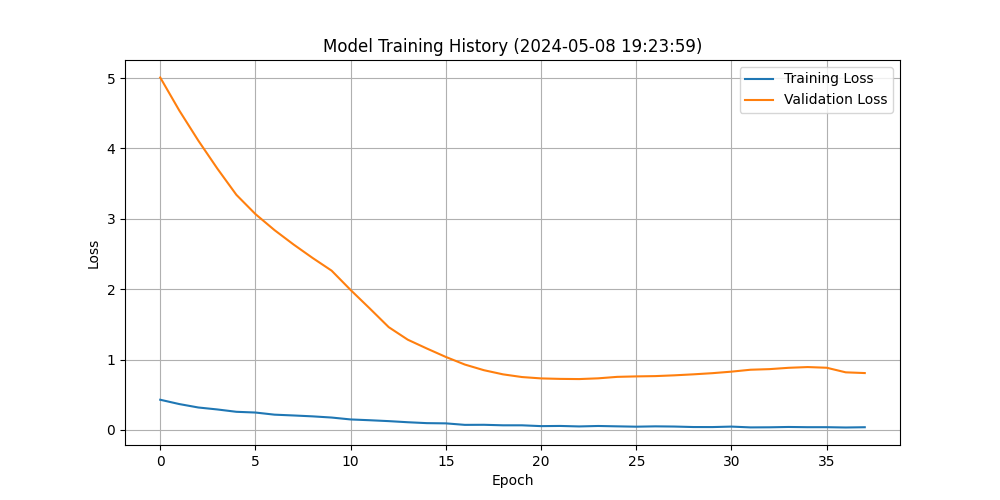 Model Training History (2024-05-08 19:23:59)
Training Loss
Validation Loss
5
4
3
2
1
0
Loss
0 5 10 15 20 25 30 35
Epoch